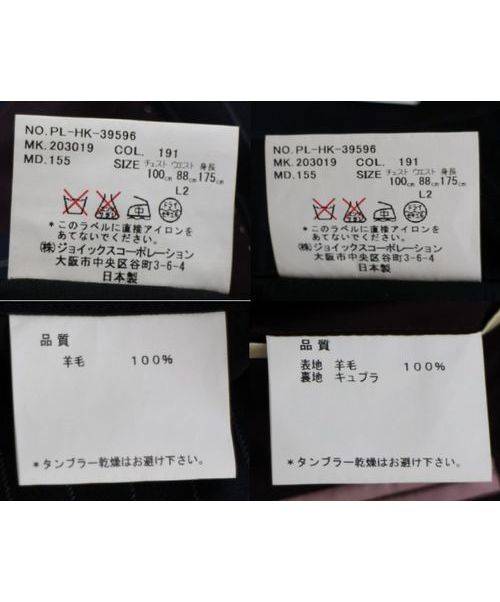 NO.PL-HK-39596
MK.203019 COL. 191
MD.155 SIZE チェスト ウエスト 身長
100cm 88cm 175cm
L2
*このラベルに直接アイロンを
あてないでください。
(株)ジョイックスコーポレーション
大阪市中央区谷町3-6-4
日本製
NO.PL-HK-39596
MK.203019 COL. 191
MD.155 SIZE チェスト ウエスト 身長
100cm 88cm 175cm
L2
*このラベルに直接アイロンを
あてないでください。
(株)ジョイックスコーポレーション
大阪市中央区谷町3-6-4
日本製
品質
羊毛 100%
*タンブラー乾燥はお避け下さい。
品質
表地 羊毛 100%
裏地 キュプラ
*タンブラー乾燥はお避け下さい。